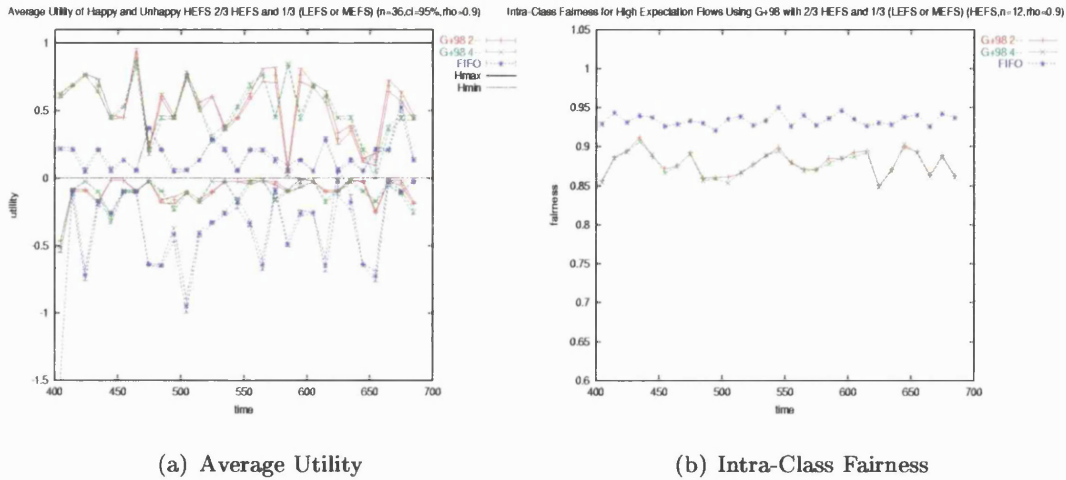 Average Utility of Happy and Unhappy HEFS 2/3 HEFS and 1/3 (LEFS or MEFS) (n=36,ci=95%,rho=0.9)
G+98 2
G+98 4
FIFO
Hmax
Hmin
1
0.5
0
-0.5
-1
-1.5
utility
400 450 500 550 600 650 700
time
(a) Average Utility
Intra-Class Fairness for High Expectation Flows Using G+98 with 2/3 HEFS and 1/3 (LEFS or MEFS) (HEFS,n=12,rho=0.9)
G+98 2
G+98 4
FIFO
1.05
1
0.95
0.9
0.85
0.8
0.75
0.7
0.65
0.6
fairness
400 450 500 550 600 650 700
time
(b) Intra-Class Fairness